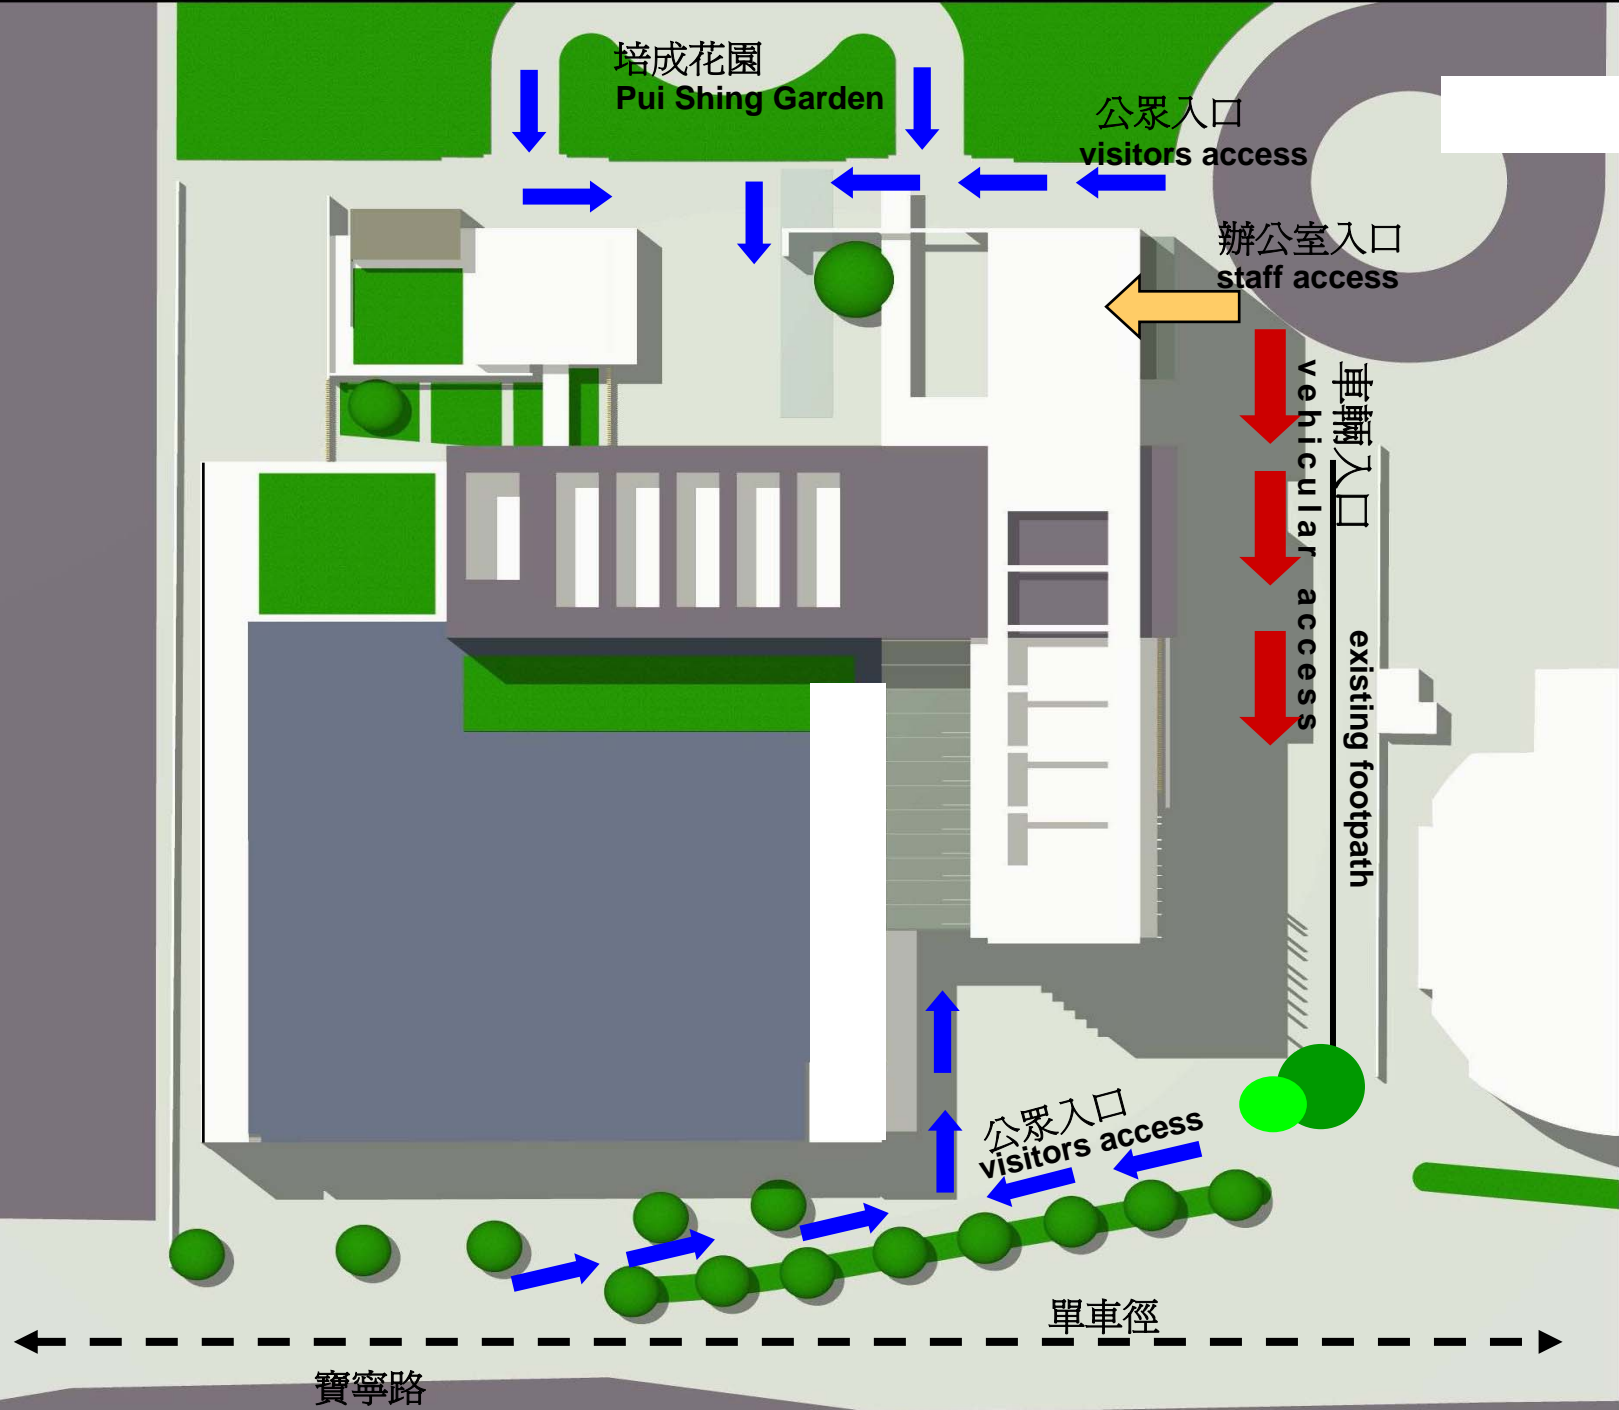 培成花園
Pui Shing Garden
公眾入口
visitors access
辦公室入口
staff access
車輛入口
vehicular access
existing footpath
公眾入口
visitors access
單車徑
寶寧路